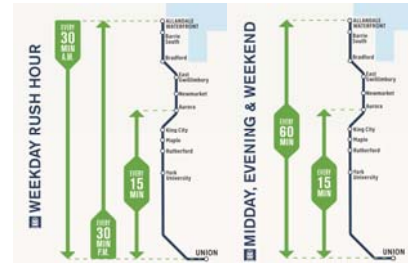 WEEKDAY RUSH HOUR
EVERY
30
MIN
A.M.
EVERY
30
MIN
P.M.
EVERY
15
MIN
ALLANDALE
WATERFRONT
Barrie
South
Bradford
East
Gwillimbury
Newmarket
Aurora
King City
Maple
Rutherford
York
University
UNION
MIDDAY, EVENING & WEEKEND
EVERY
60
MIN
EVERY
15
MIN
ALLANDALE
WATERFRONT
Barrie
South
Bradford
East
Gwillimbury
Newmarket
Aurora
King City
Maple
Rutherford
York
University
UNION